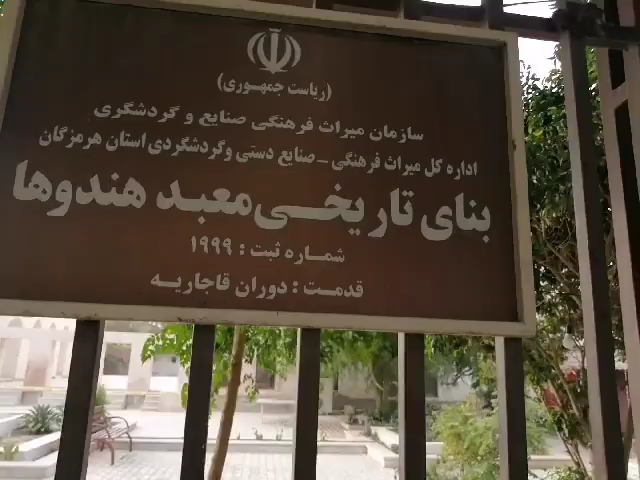 (ریاست جمهوری)
سازمان میراث فرهنگی صنایع و گردشگری
اداره کل میراث فرهنگی - صنایع دستی وگردشگردی استان هرمزگان
بنای تاریخی معبد هندوها
شماره ثبت : ۱۹۹۹
قدمت : دوران قاجاریه